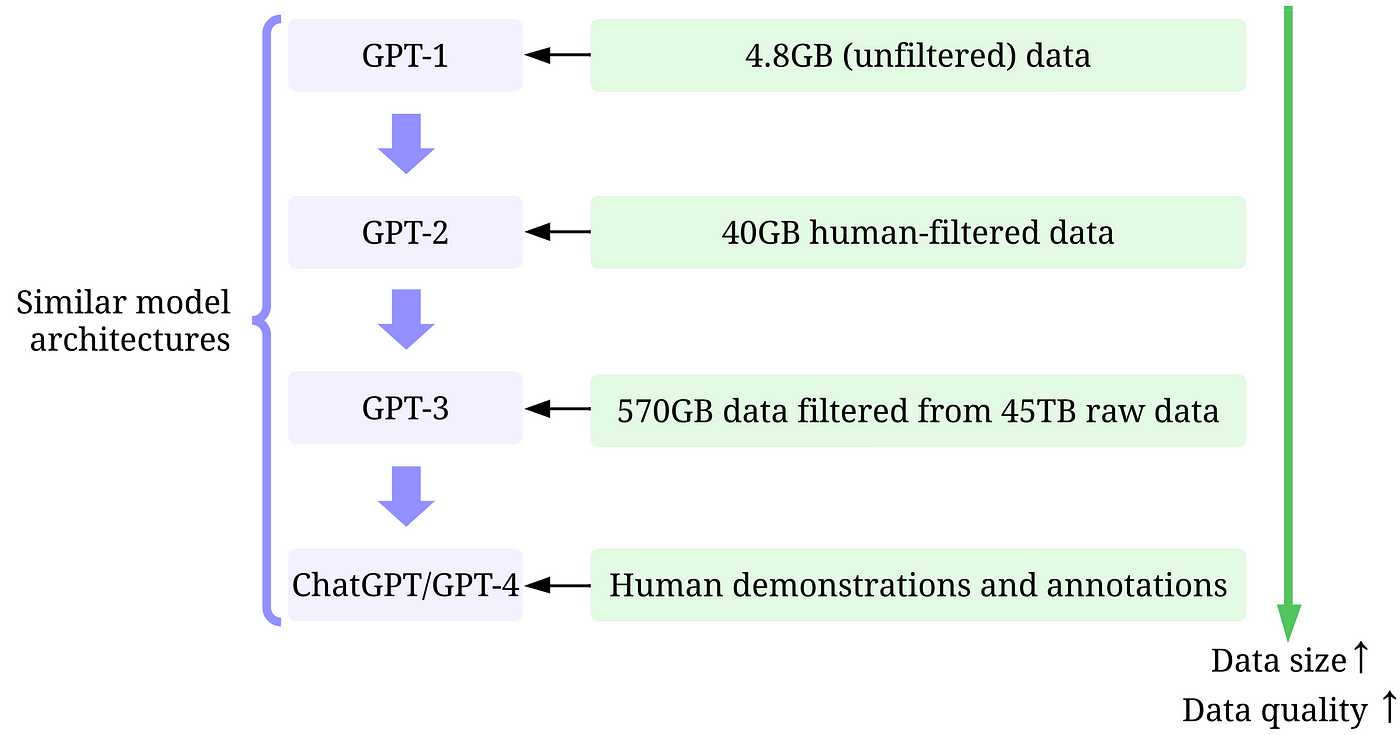 GPT-1
4.8GB (unfiltered) data
GPT-2
40GB human-filtered data
Similar model
architectures
GPT-3
570GB data filtered from 45TB raw data
ChatGPT/GPT-4
Human demonstrations and annotations
Data size↑
Data quality ↑